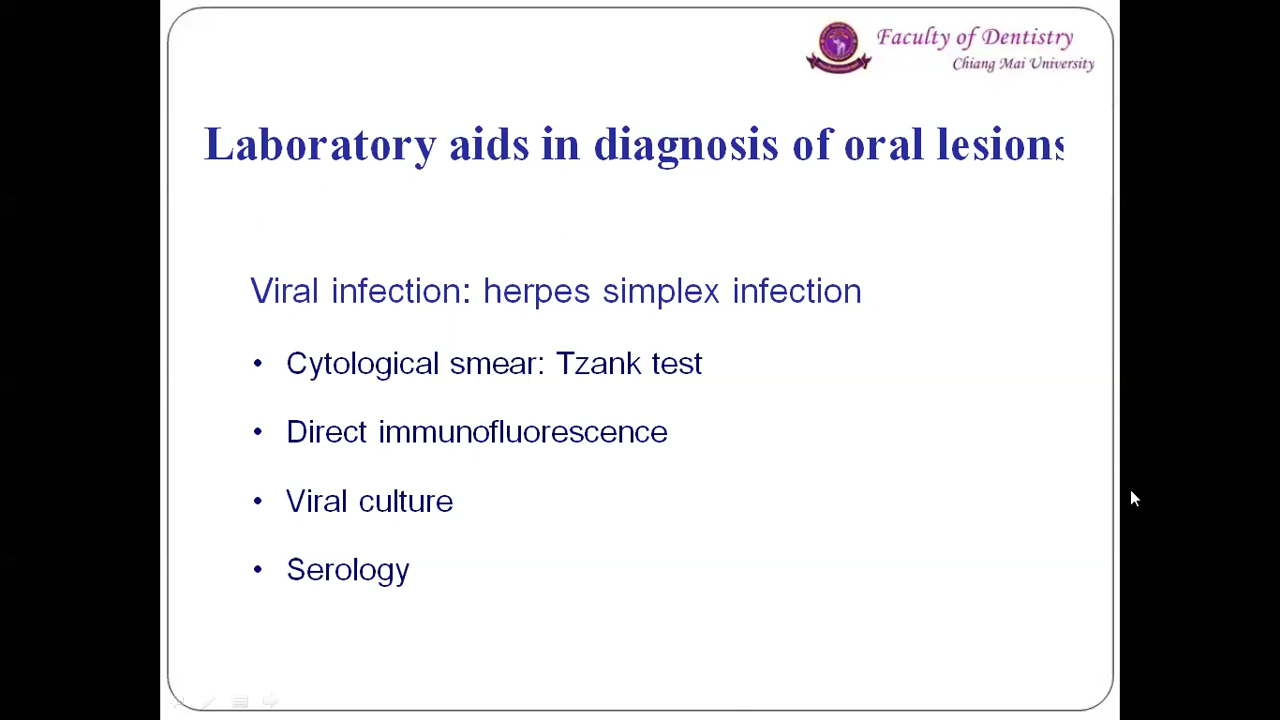 Faculty of Dentistry
Chiang Mai University
Laboratory aids in diagnosis of oral lesions
Viral infection: herpes simplex infection
• Cytological smear: Tzank test
• Direct immunofluorescence
• Viral culture
• Serology